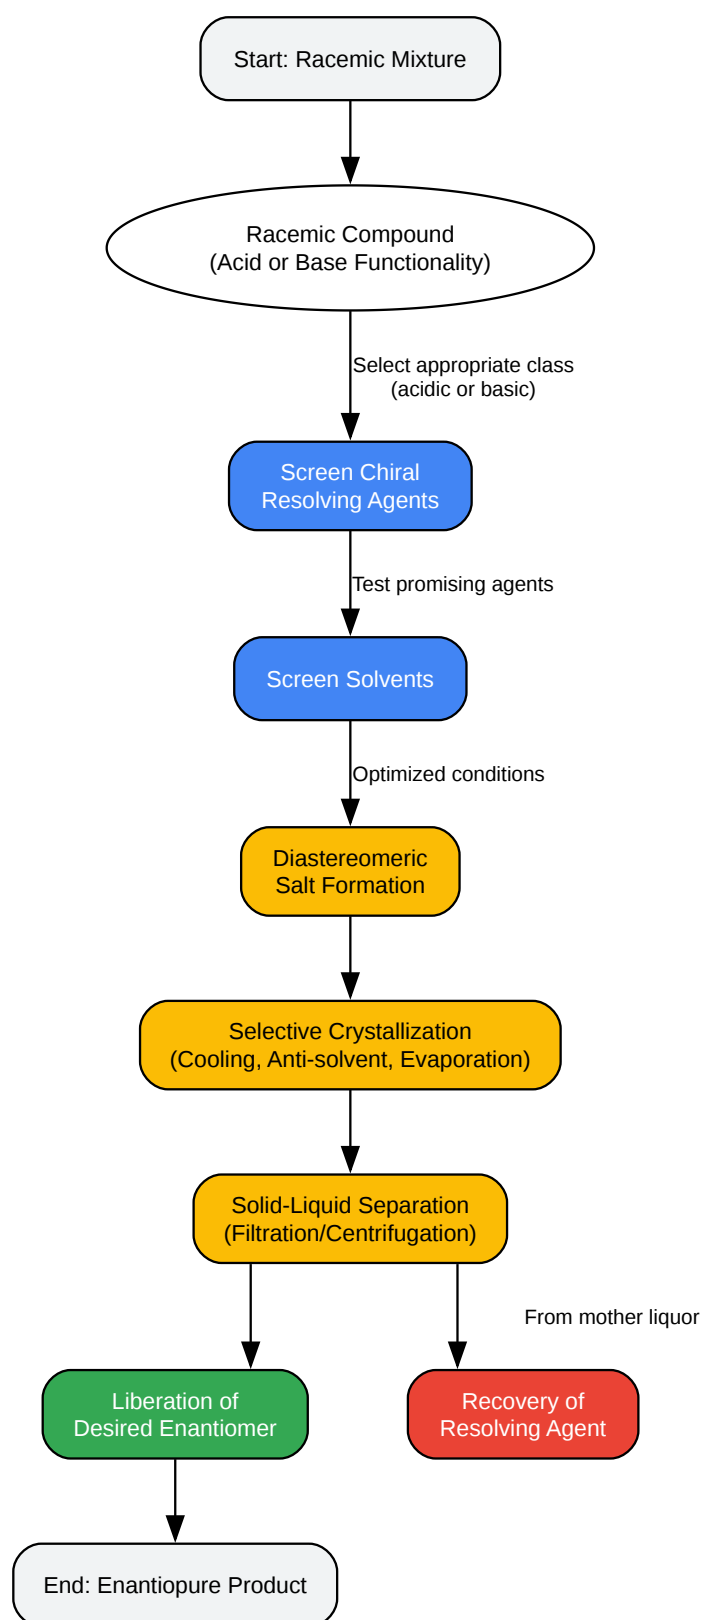 Start: Racemic Mixture
Racemic Compound
(Acid or Base Functionality)
Select appropriate class
(acidic or basic)
Screen Chiral
Resolving Agents
Test promising agents
Screen Solvents
Optimized conditions
Diastereomeric
Salt Formation
Selective Crystallization
(Cooling, Anti-solvent, Evaporation)
Solid-Liquid Separation
(Filtration/Centrifugation)
From mother liquor
Liberation of
Desired Enantiomer
Recovery of
Resolving Agent
End: Enantiopure Product